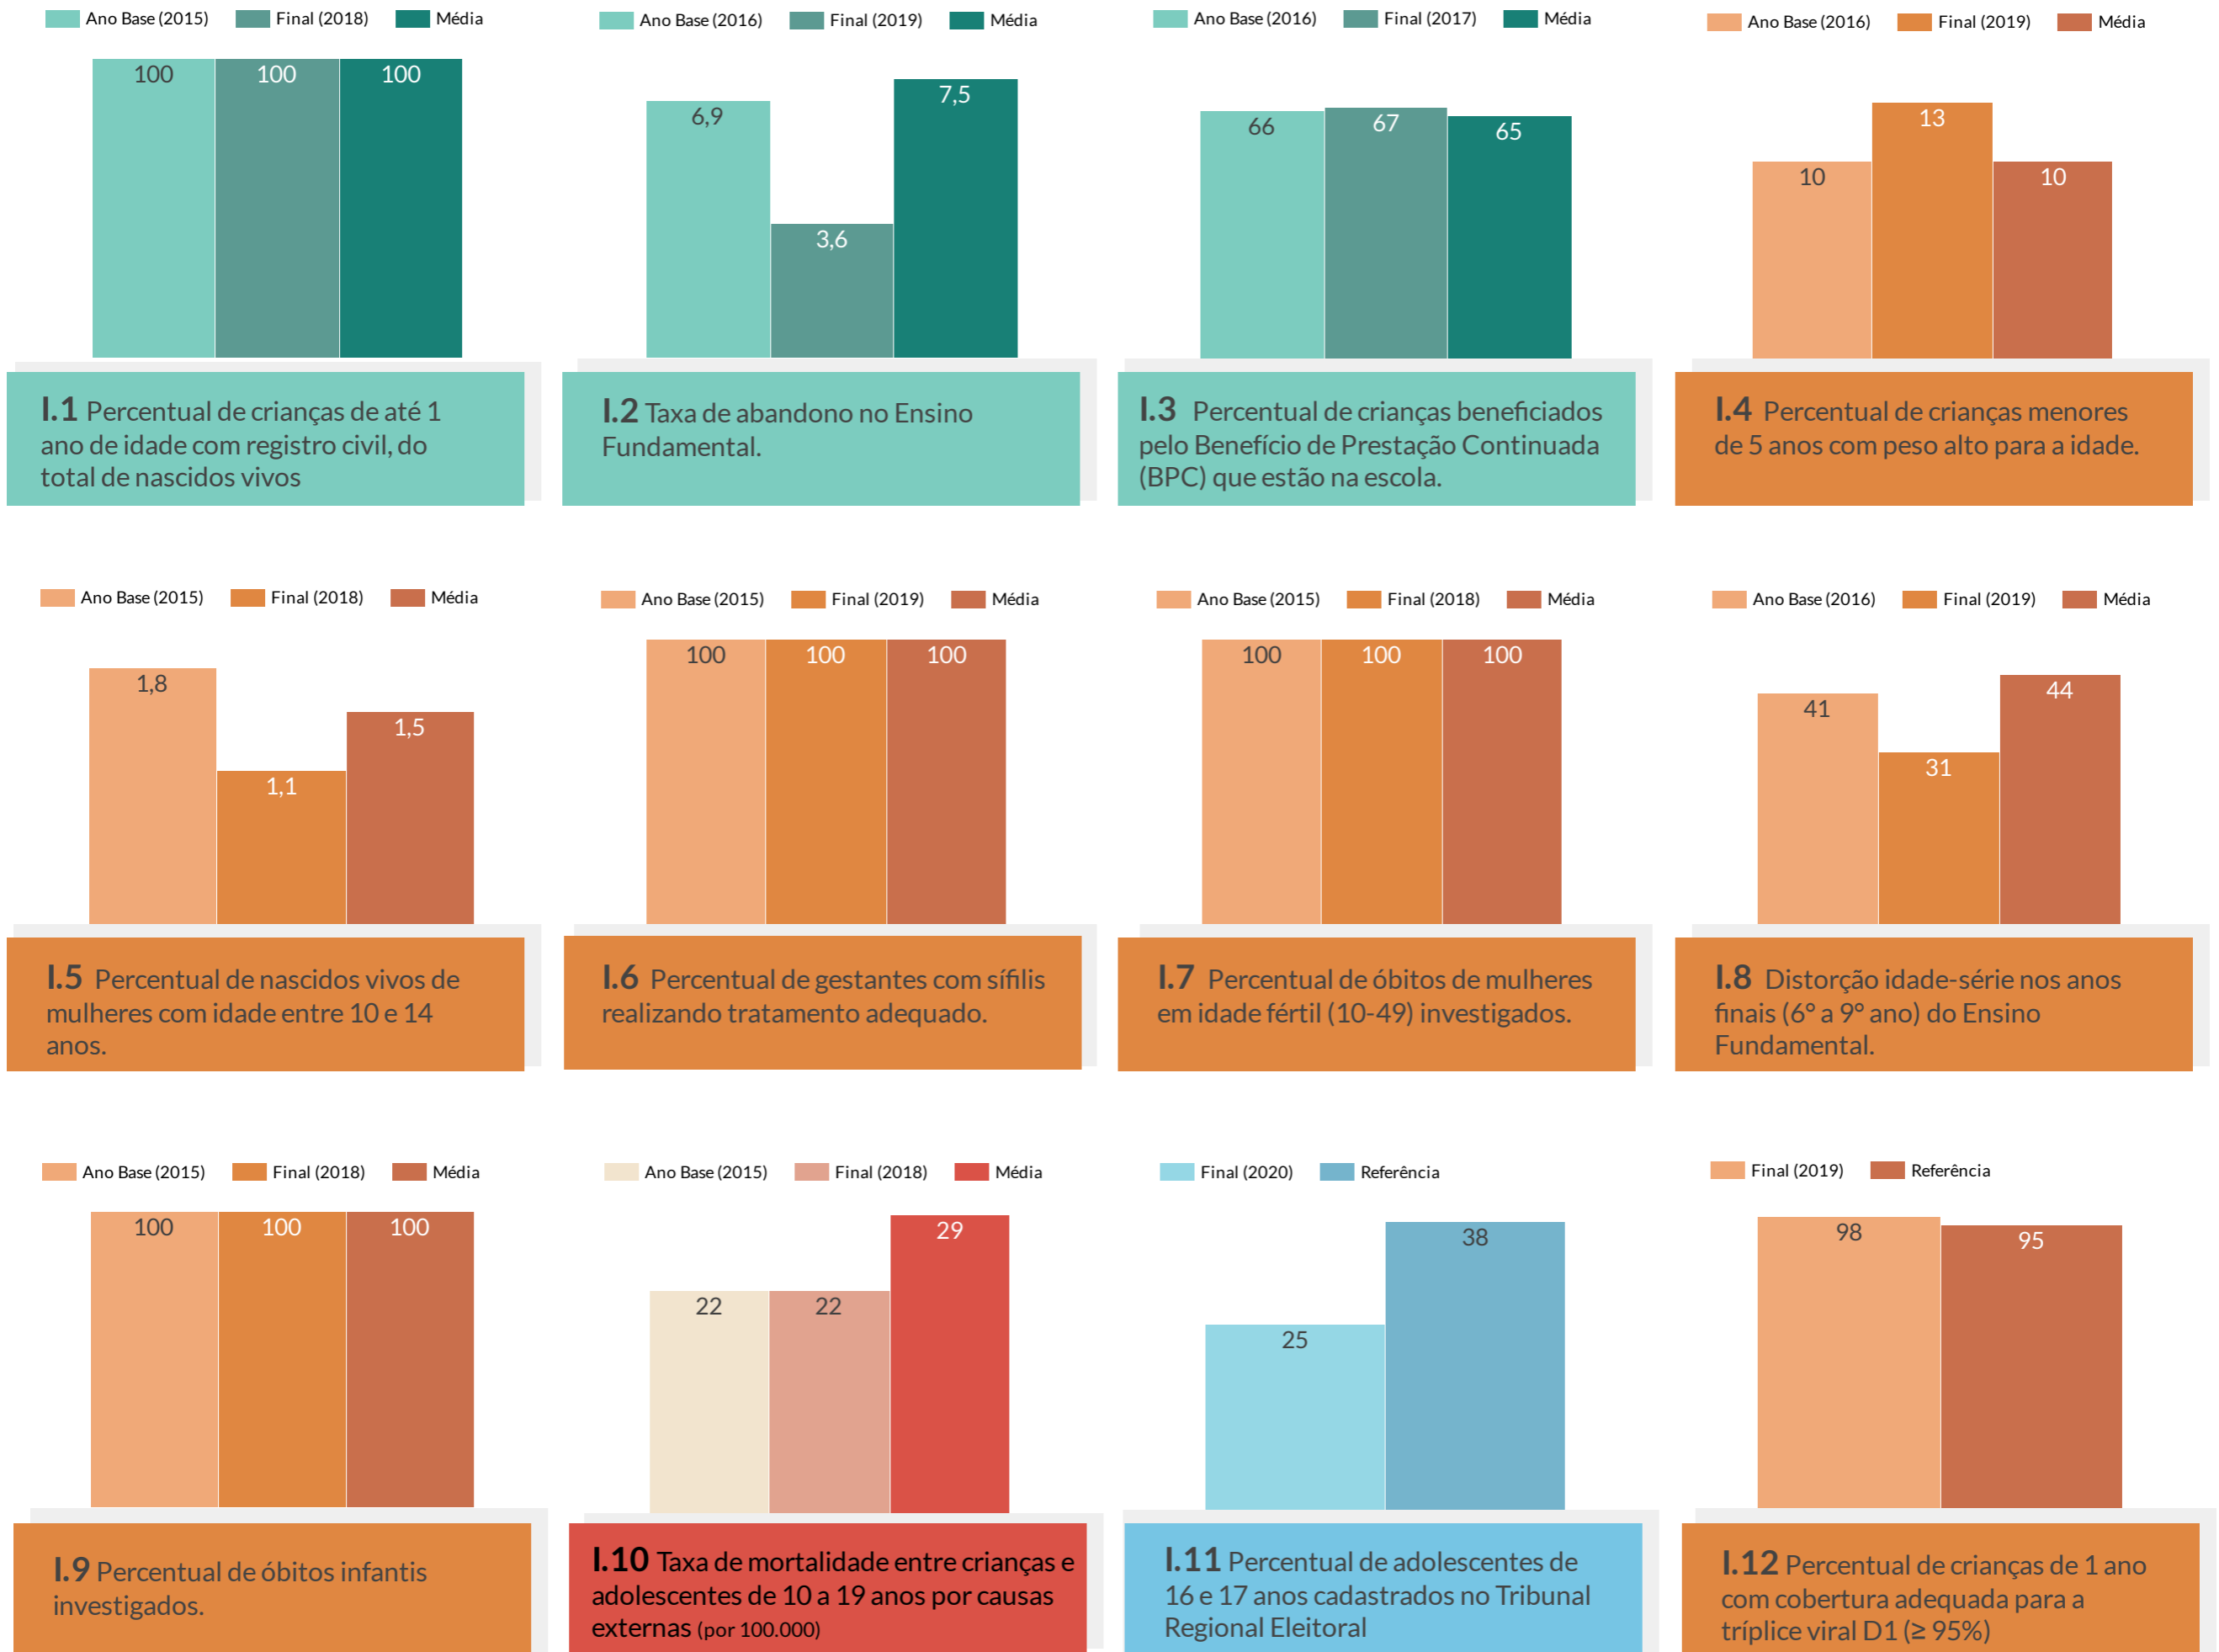 Ano Base (2015) Final (2018) Média
100 100 100
I.1 Percentual de crianças de até 1
ano de idade com registro civil, do
total de nascidos vivos
Ano Base (2016) Final (2019) Média
6,9 3,6 7,5
I.2 Taxa de abandono no Ensino
Fundamental.
Ano Base (2016) Final (2017) Média
66 67 65
I.3 Percentual de crianças beneficiados
pelo Benefício de Prestação Continuada
(BPC) que estão na escola.
Ano Base (2016) Final (2019) Média
10 13 10
I.4 Percentual de crianças menores
de 5 anos com peso alto para a idade.
Ano Base (2015) Final (2018) Média
1,8 1,1 1,5
I.5 Percentual de nascidos vivos de
mulheres com idade entre 10 e 14
anos.
Ano Base (2015) Final (2019) Média
100 100 100
I.6 Percentual de gestantes com sífilis
realizando tratamento adequado.
Ano Base (2015) Final (2018) Média
100 100 100
I.7 Percentual de óbitos de mulheres
em idade fértil (10-49) investigados.
Ano Base (2016) Final (2019) Média
41 31 44
I.8 Distorção idade-série nos anos
finais (6° a 9° ano) do Ensino
Fundamental.
Ano Base (2015) Final (2018) Média
100 100 100
I.9 Percentual de óbitos infantis
investigados.
Ano Base (2015) Final (2018) Média
22 22 29
I.10 Taxa de mortalidade entre crianças e
adolescentes de 10 a 19 anos por causas
externas (por 100.000)
Final (2020) Referência
25 38
I.11 Percentual de adolescentes de
16 e 17 anos cadastrados no Tribunal
Regional Eleitoral
Final (2019) Referência
98 95
I.12 Percentual de crianças de 1 ano
com cobertura adequada para a
tríplice viral D1 (≥ 95%)